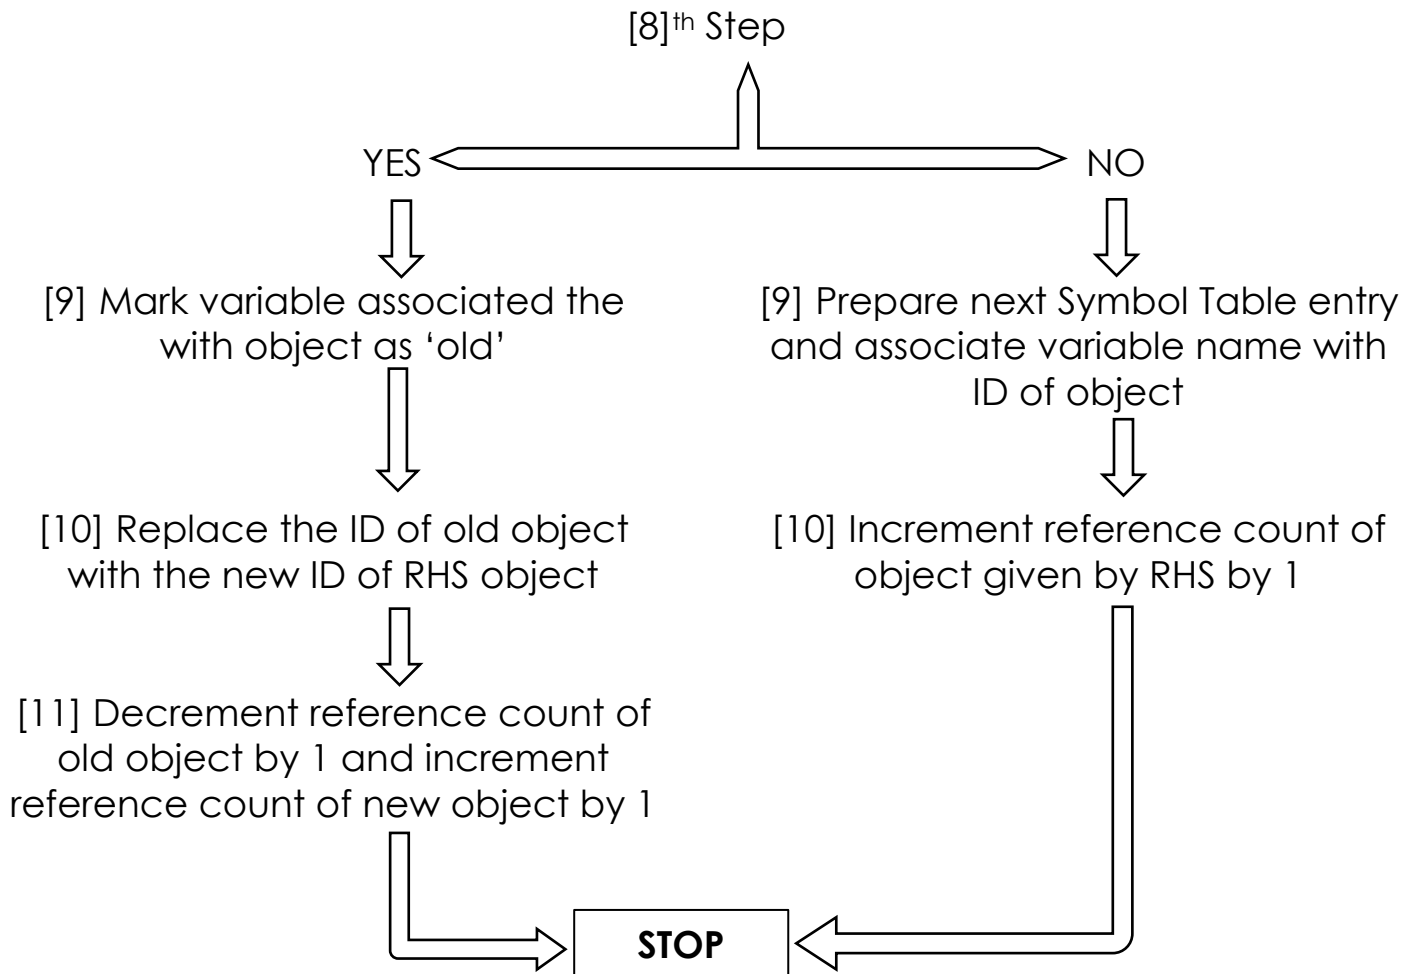 [8]th Step
YES
NO
[9] Mark variable associated the
with object as ‘old’
[9] Prepare next Symbol Table entry
and associate variable name with
ID of object
[10] Replace the ID of old object
with the new ID of RHS object
[10] Increment reference count of
object given by RHS by 1
[11] Decrement reference count of
old object by 1 and increment
reference count of new object by 1
STOP